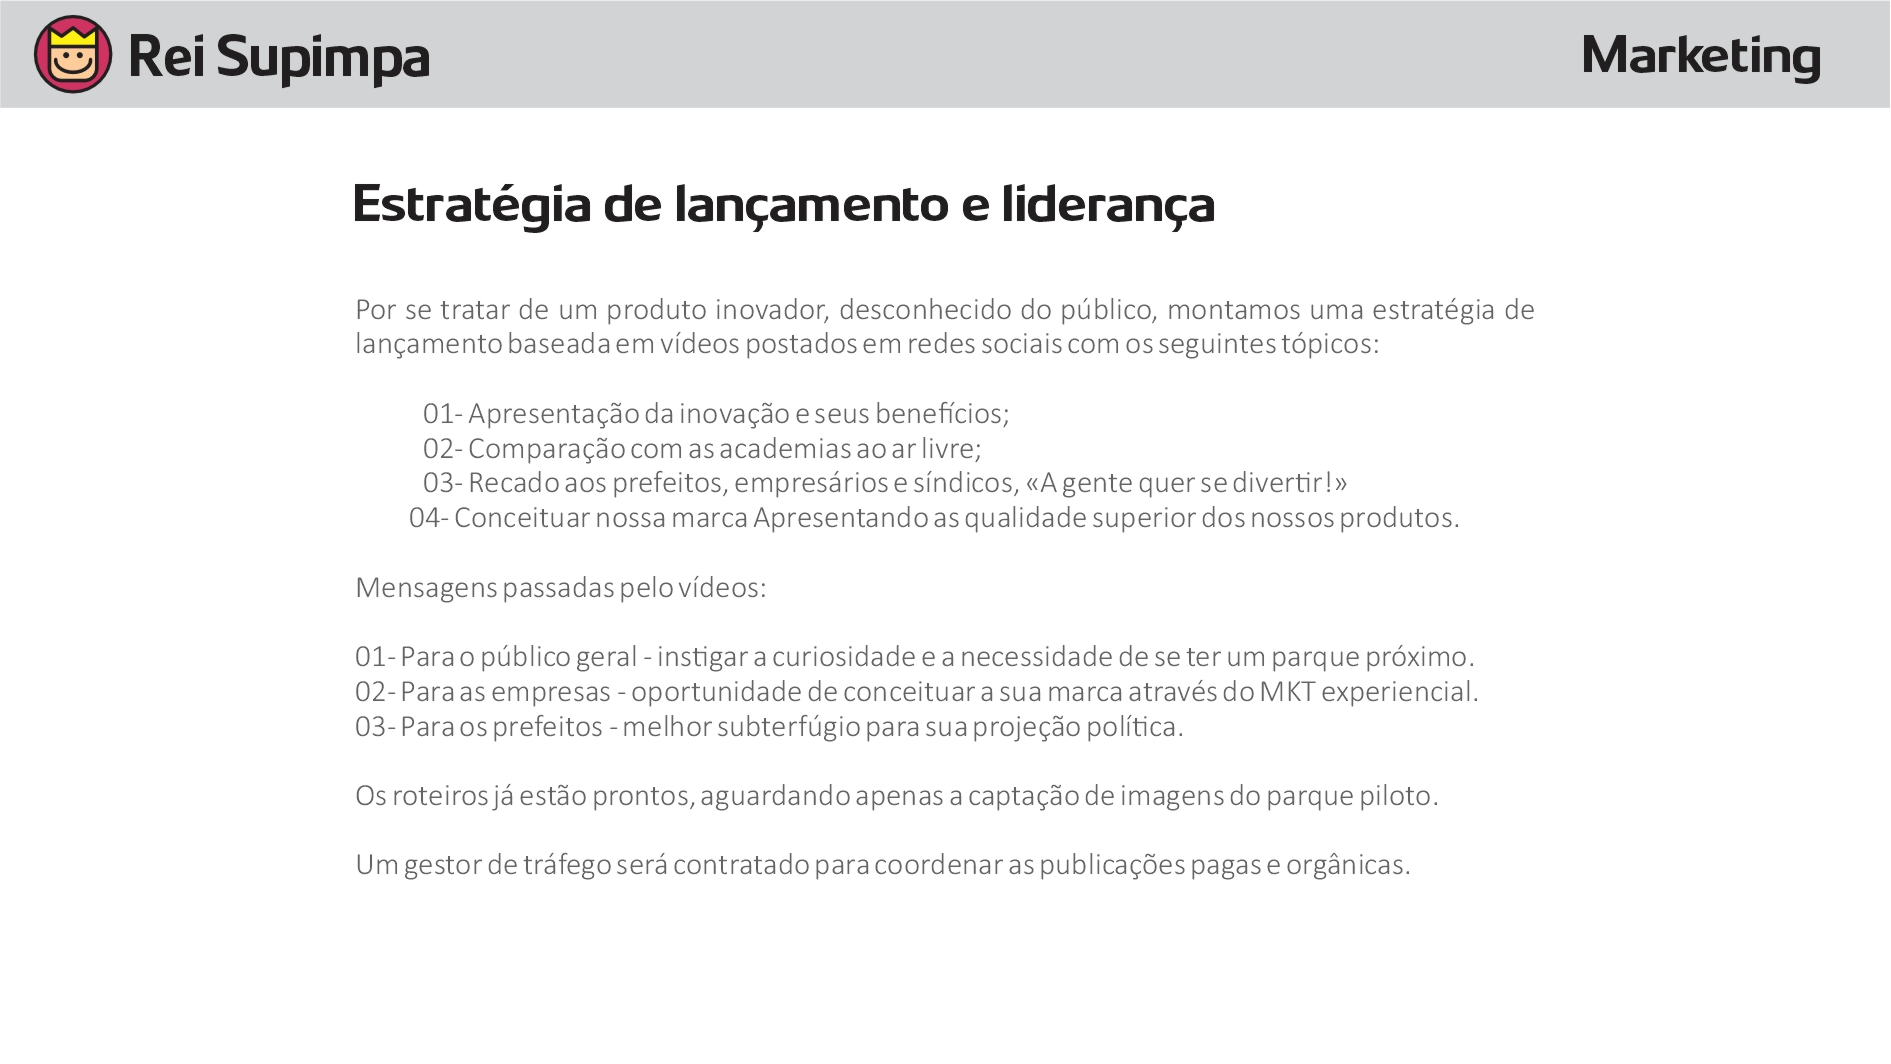 Rei Supimpa
Marketing
Estratégia de lançamento e liderança
Por se tratar de um produto inovador, desconhecido do público, montamos uma estratégia de
lançamento baseada em vídeos postados em redes sociais com os seguintes tópicos:
01- Apresentação da inovação e seus benefícios;
02- Comparação com as academias ao ar livre;
03- Recado aos prefeitos, empresários e síndicos, «A gente quer se divertir!»
04- Conceituar nossa marca Apresentando as qualidade superior dos nossos produtos.
Mensagens passadas pelo vídeos:
01- Para o público geral - instigar a curiosidade e a necessidade de se ter um parque próximo.
02- Para as empresas - oportunidade de conceituar a sua marca através do MKT experiencial.
03- Para os prefeitos - melhor subterfúgio para sua projeção política.
Os roteiros já estão prontos, aguardando apenas a captação de imagens do parque piloto.
Um gestor de tráfego será contratado para coordenar as publicações pagas e orgânicas.